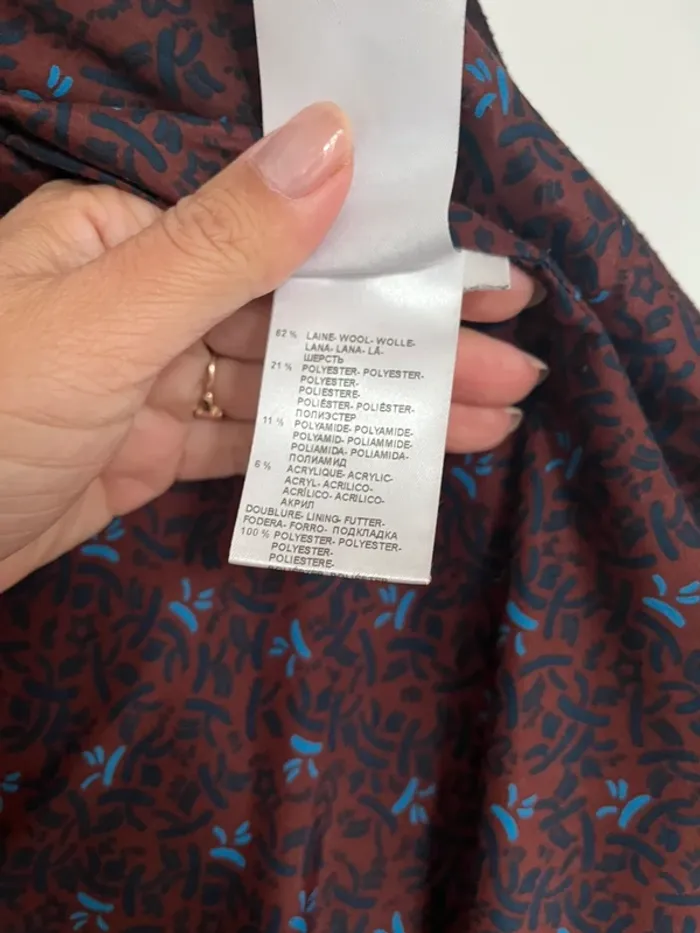 62 % LAINE- WOOL- WOLLE-
LANA- LANA- LÃ-
ШЕРСТЬ
21 % POLYESTER- POLYESTER-
POLYESTER-
POLIESTERE-
POLIÉSTER- POLIÉSTER-
ПОЛИЭСТЕР
11 % POLYAMIDE- POLYAMIDE-
POLYAMID- POLIAMMIDE-
POLIAMIDA- POLIAMIDA-
ПОЛИАМИД
6 % ACRYLIQUE- ACRYLIC-
ACRYL- ACRILICO-
ACRÍLICO- ACRILICO-
АКРИЛ
DOUBLURE- LINING- FUTTER-
FODERA- FORRO- ПОДКЛАДКА
100 % POLYESTER- POLYESTER-
POLYESTER-
POLIESTERE-